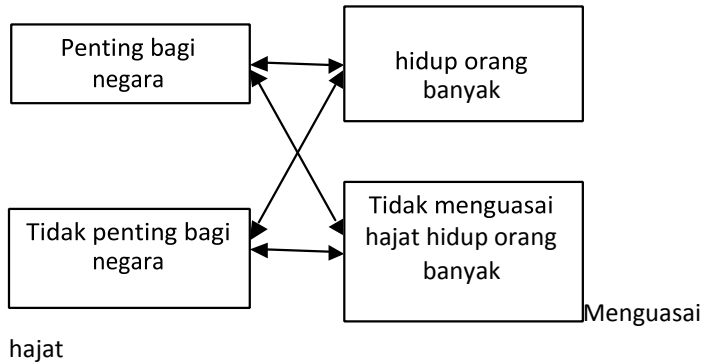 Penting bagi
negara
hidup orang
banyak
Tidak penting bagi
negara
Tidak menguasai
hajat hidup orang
banyak
Menguasai
hajat